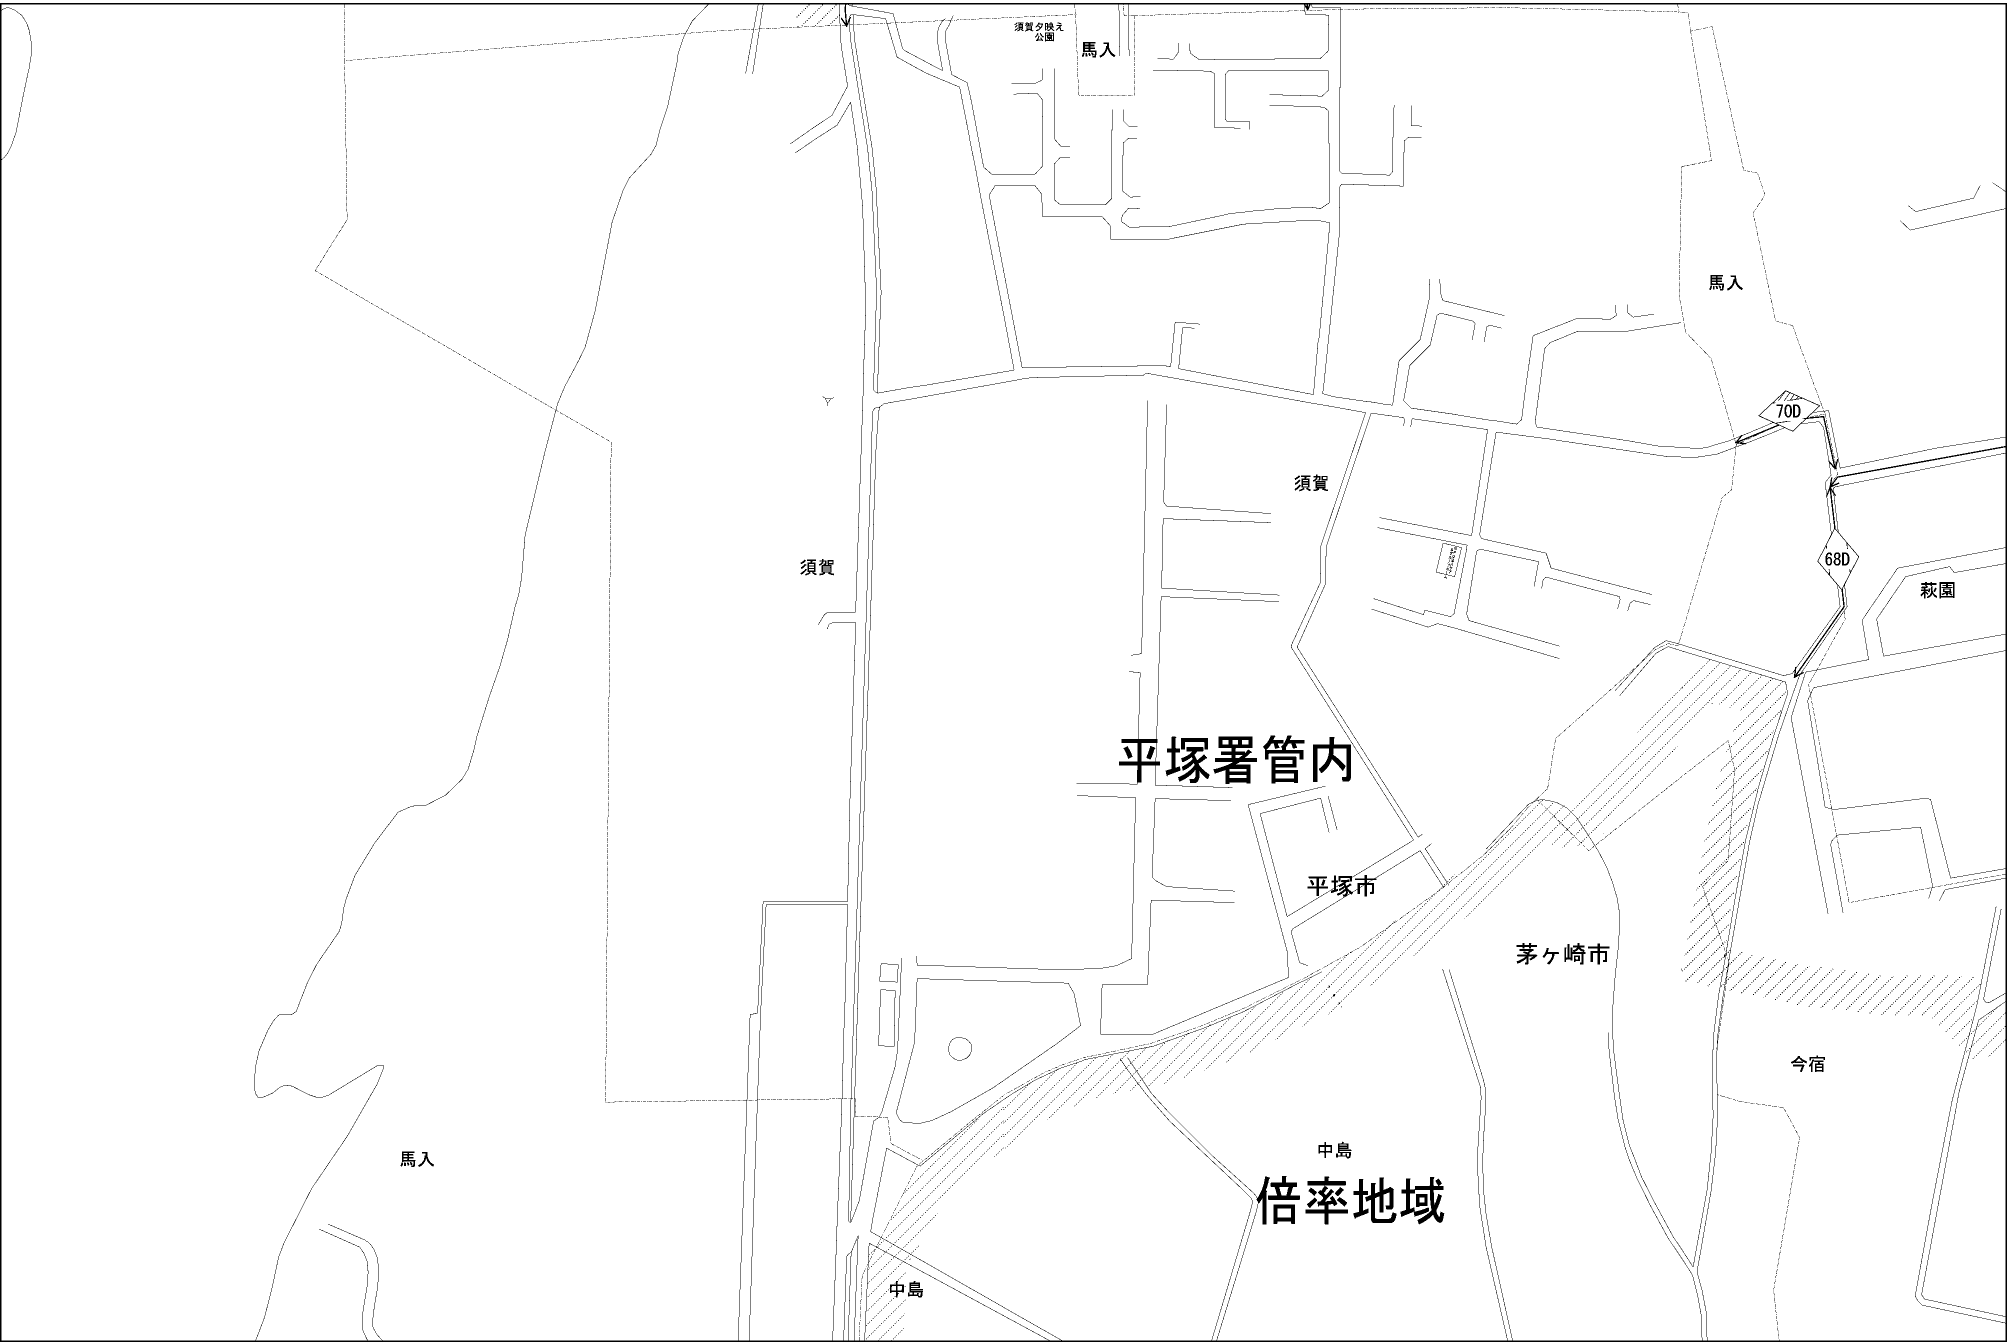 須賀夕映え
公園
馬入
馬入
70D
須賀
68D
須賀
萩園
平塚署管内
平塚市
茅ヶ崎市
今宿
中島
馬入
倍率地域
中島